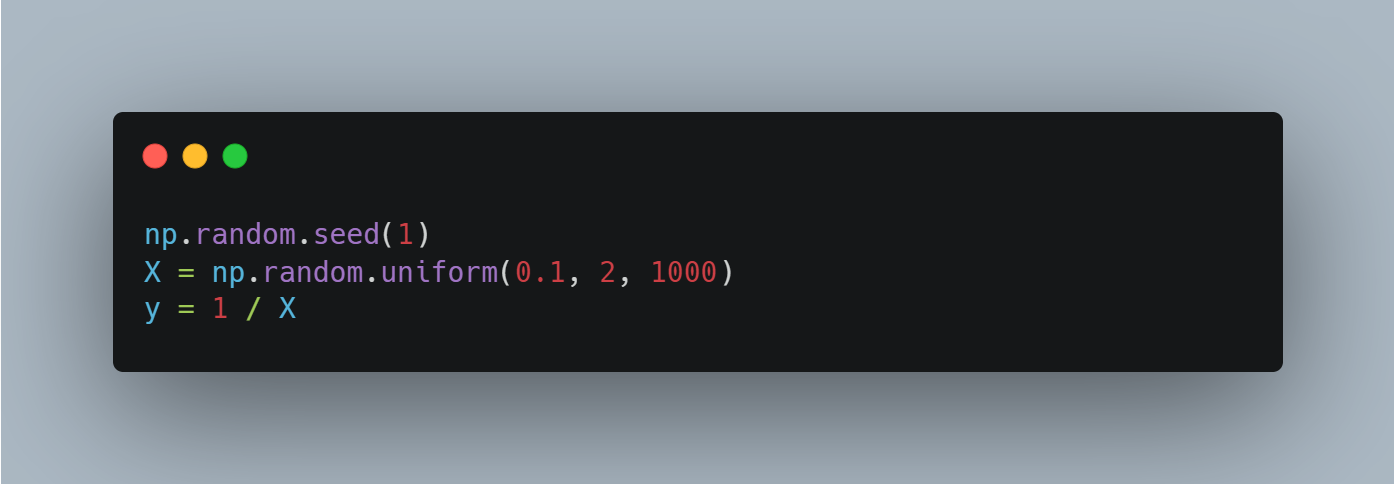 np.random.seed(1)
X = np.random.uniform(0.1, 2, 1000)
y = 1 / X